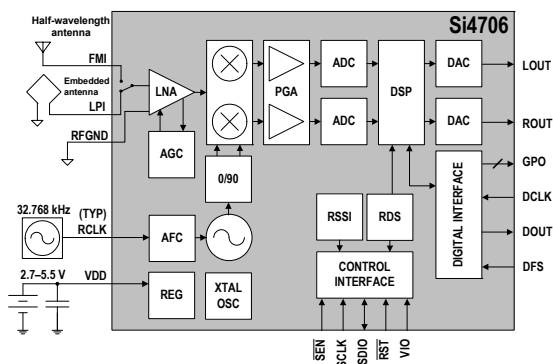 Half-wavelength
antenna
Si4706
FMI
Embedded
antenna
LPI
RFGND
LNA
AGC
PGA
ADC
ADC
DSP
DAC
DAC
LOUT
ROUT
GPO
DCLK
DOUT
DFS
DIGITAL INTERFACE
0/90
32.768 kHz
(TYP)
RCLK
AFC
RSSI
RDS
CONTROL
INTERFACE
2.7–5.5 V
VDD
REG
XTAL
OSC
SEN
SCLK
SDIO
RST
VIO